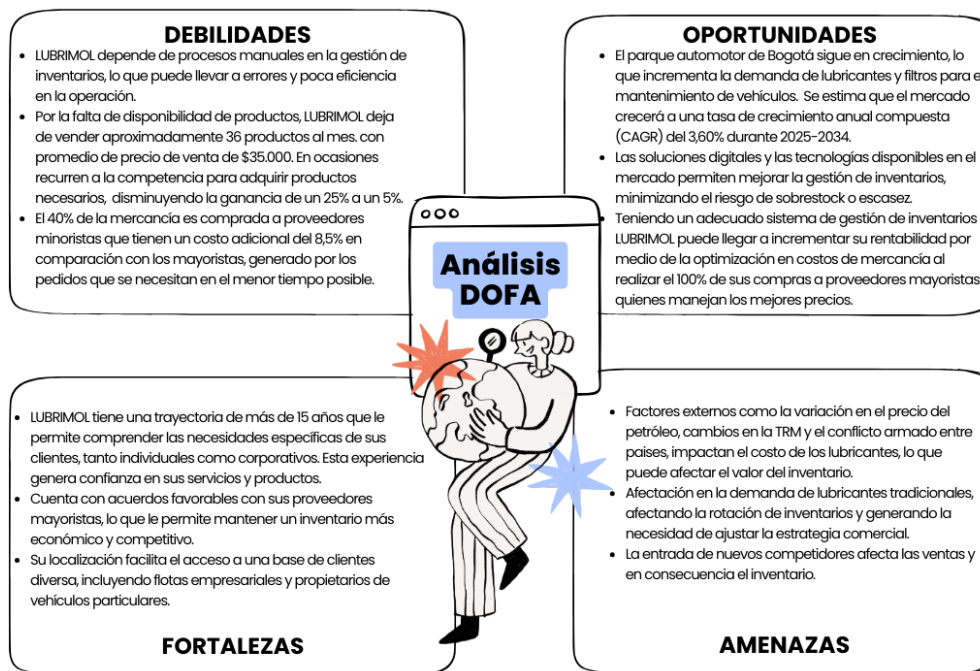 DEBILIDADES
• LUBRIMOL depende de procesos manuales en la gestión de
inventarios, lo que puede llevar a errores y poca eficiencia
en la operación.
• Por la falta de disponibilidad de productos, LUBRIMOL deja
de vender aproximadamente 36 productos al mes. con
promedio de precio de venta de $35.000. En ocasiones
recurren a la competencia para adquirir productos
necesarios, disminuyendo la ganancia de un 25% a un 5%.
• El 40% de la mercancía es comprada a proveedores
minoristas que tienen un costo adicional del 8,5% en
comparación con los mayoristas, generado por los
pedidos que se necesitan en el menor tiempo posible.
OPORTUNIDADES
• El parque automotor de Bogotá sigue en crecimiento, lo
que incrementa la demanda de lubricantes y filtros para e
mantenimiento de vehículos. Se estima que el mercado
crecerá a una tasa de crecimiento anual compuesta
(CAGR) del 3,60% durante 2025-2034.
• Las soluciones digitales y las tecnologías disponibles en el
mercado permiten mejorar la gestión de inventarios,
minimizando el riesgo de sobrestock o escasez.
• Teniendo un adecuado sistema de gestión de inventarios
LUBRIMOL puede llegar a incrementar su rentabilidad por
medio de la optimización en costos de mercancía al
realizar el 100% de sus compras a proveedores mayoristas
quienes manejan los mejores precios.
Análisis
DOFA
• LUBRIMOL tiene una trayectoria de más de 15 años que le
permite comprender las necesidades específicas de sus
clientes, tanto individuales como corporativos. Esta experiencia
genera confianza en sus servicios y productos.
• Cuenta con acuerdos favorables con sus proveedores
mayoristas, lo que le permite mantener un inventario más
económico y competitivo.
• Su localización facilita el acceso a una base de clientes
diversa, incluyendo flotas empresariales y propietarios de
vehículos particulares.
FORTALEZAS
• Factores externos como la variación en el precio del
petróleo, cambios en la TRM y el conflicto armado entre
paises, impactan el costo de los lubricantes, lo que
puede afectar el valor del inventario.
• Afectación en la demanda de lubricantes tradicionales,
afectando la rotación de inventarios y generando la
necesidad de ajustar la estrategia comercial.
• La entrada de nuevos competidores afecta las ventas y
en consecuencia el inventario.
AMENAZAS